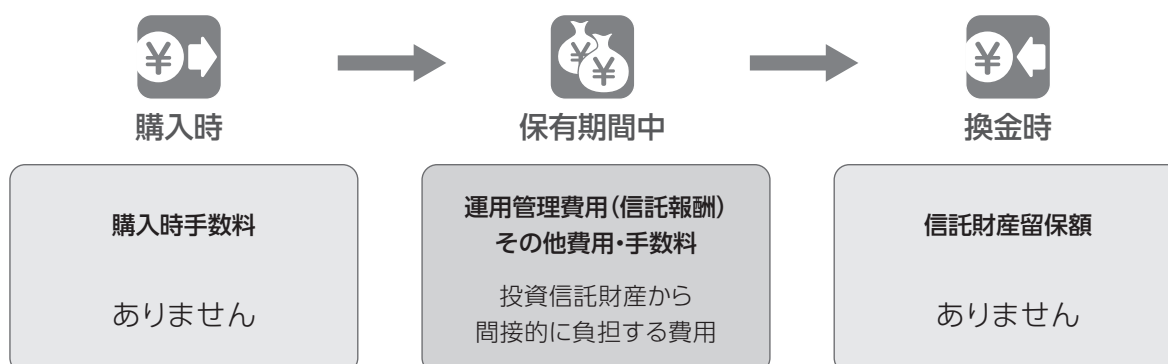 ¥
¥
¥
¥
購入時
保有期間中
換金時
購入時手数料
ありません
運用管理費用(信託報酬)
その他費用・手数料
投資信託財産から
間接的に負担する費用
信託財産留保額
ありません